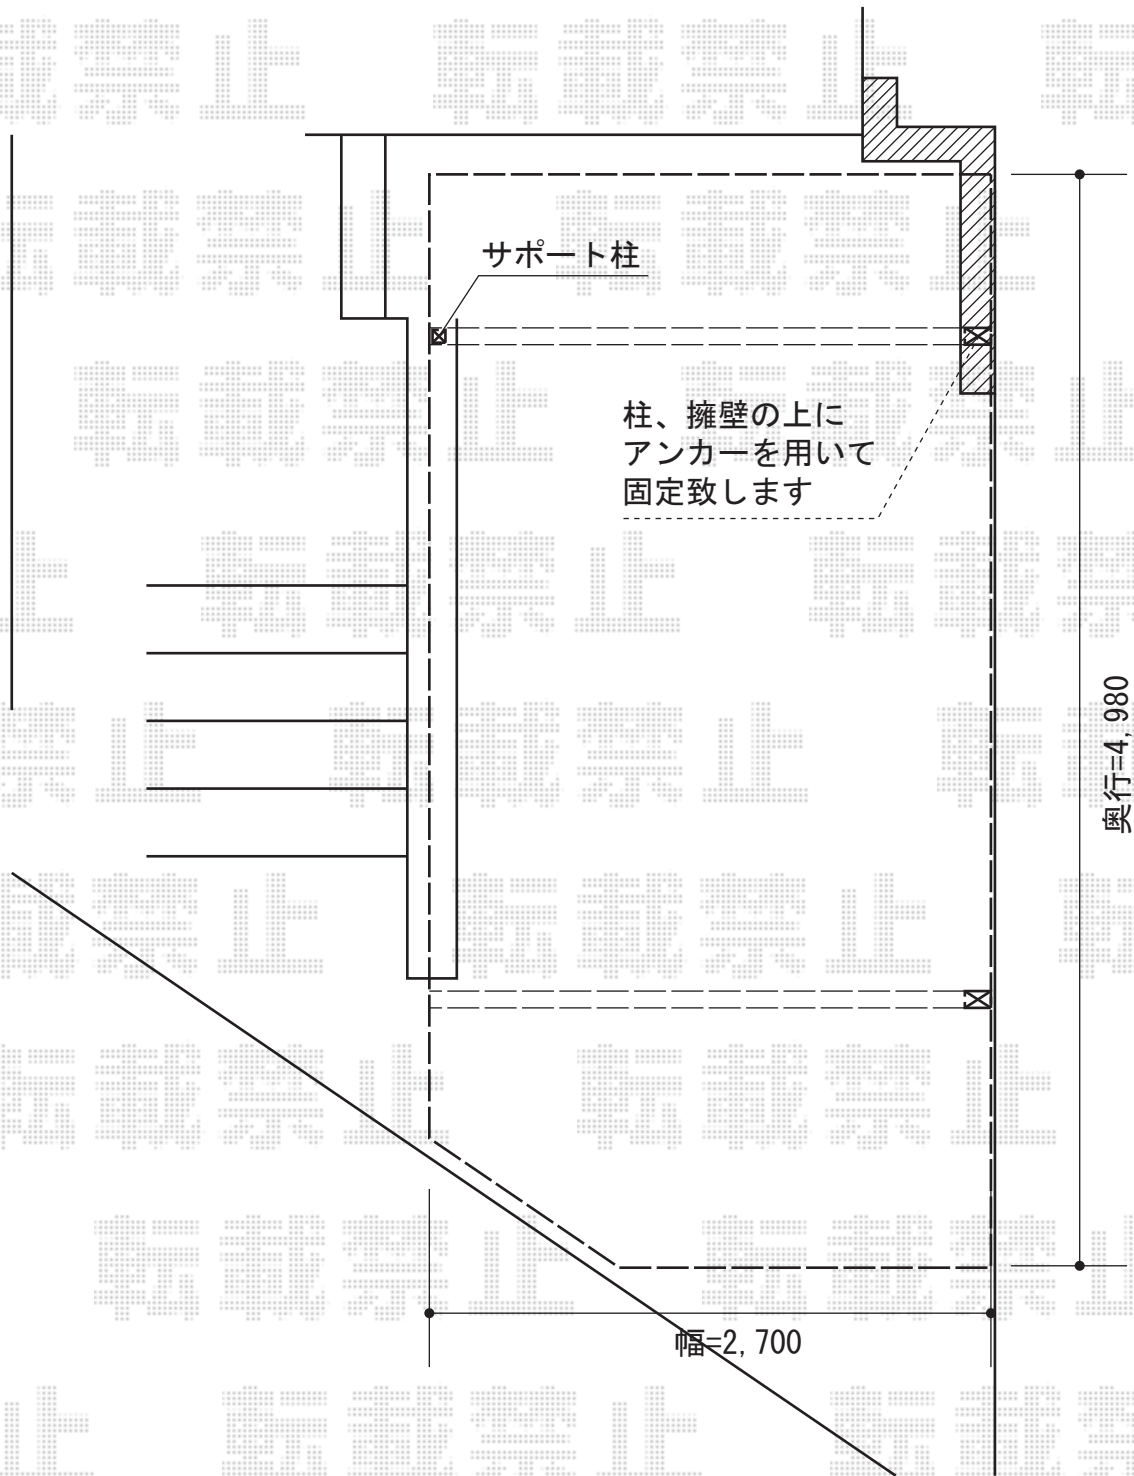 サポート柱
柱、擁壁の上に
アンカーを用いて
固定致します
奥行=4,980
幅=2,700
転載禁止